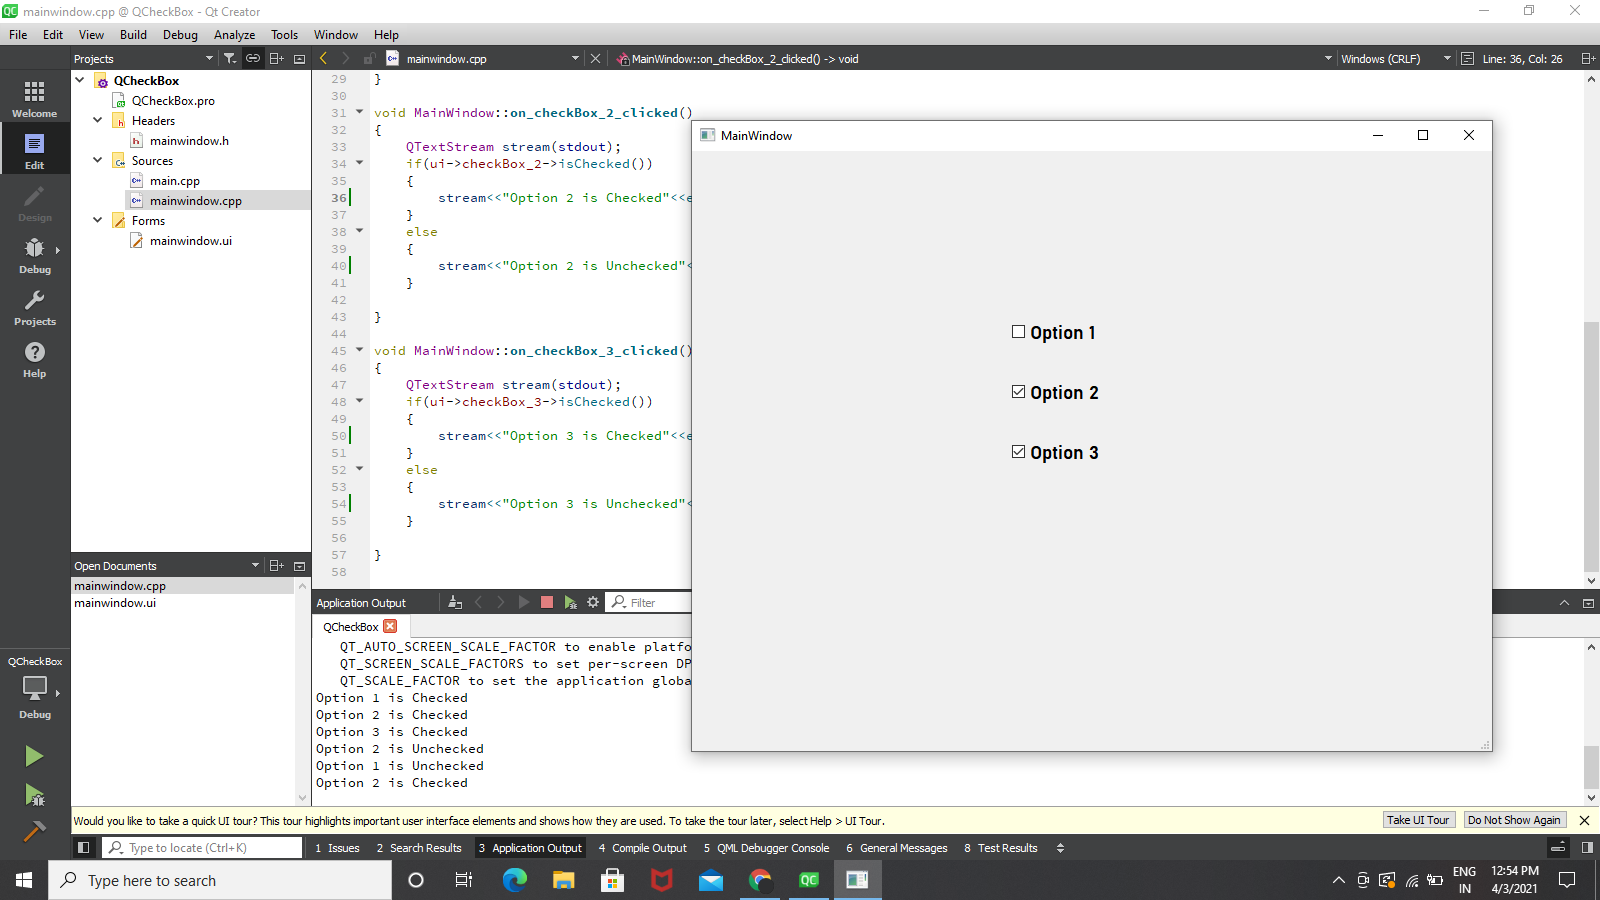 mainwindow.cpp @ QCheckBox - Qt Creator
File Edit View Build Debug Analyze Tools Window Help
Projects
mainwindow.cpp
MainWindow::on_checkBox_2_clicked() -> void
Windows (CRLF)
Line: 36, Col: 26
Welcome
Edit
Design
Debug
Projects
Help
QCheckBox
QCheckBox.pro
Headers
mainwindow.h
Sources
main.cpp
mainwindow.cpp
Forms
mainwindow.ui
Open Documents
mainwindow.cpp
mainwindow.ui
29 }
30
31 void MainWindow::on_checkBox_2_clicked()
32 {
33 QTextStream stream(stdout);
34 if(ui->checkBox_2->isChecked())
35 {
36 stream<<"Option 2 is Checked"<<e
37 }
38 else
39 {
40 stream<<"Option 2 is Unchecked"<
41 }
42
43 }
44
45 void MainWindow::on_checkBox_3_clicked()
46 {
47 QTextStream stream(stdout);
48 if(ui->checkBox_3->isChecked())
49 {
50 stream<<"Option 3 is Checked"<<e
51 }
52 else
53 {
54 stream<<"Option 3 is Unchecked"<
55 }
56
57 }
58
MainWindow
Option 1
Option 2
Option 3
Application Output
Filter
QCheckBox
QT_AUTO_SCREEN_SCALE_FACTOR to enable platfo
QT_SCREEN_SCALE_FACTORS to set per-screen DP
QT_SCALE_FACTOR to set the application globa
Option 1 is Checked
Option 2 is Checked
Option 3 is Checked
Option 2 is Unchecked
Option 1 is Unchecked
Option 2 is Checked
QCheckBox
Debug
Would you like to take a quick UI tour? This tour highlights important user interface elements and shows how they are used. To take the tour later, select Help > UI Tour.
Take UI Tour
Do Not Show Again
Type to locate (Ctrl+K)
1 Issues 2 Search Results 3 Application Output 4 Compile Output 5 QML Debugger Console 6 General Messages 8 Test Results
Type here to search
QC
ENG
IN
12:54 PM
4/3/2021